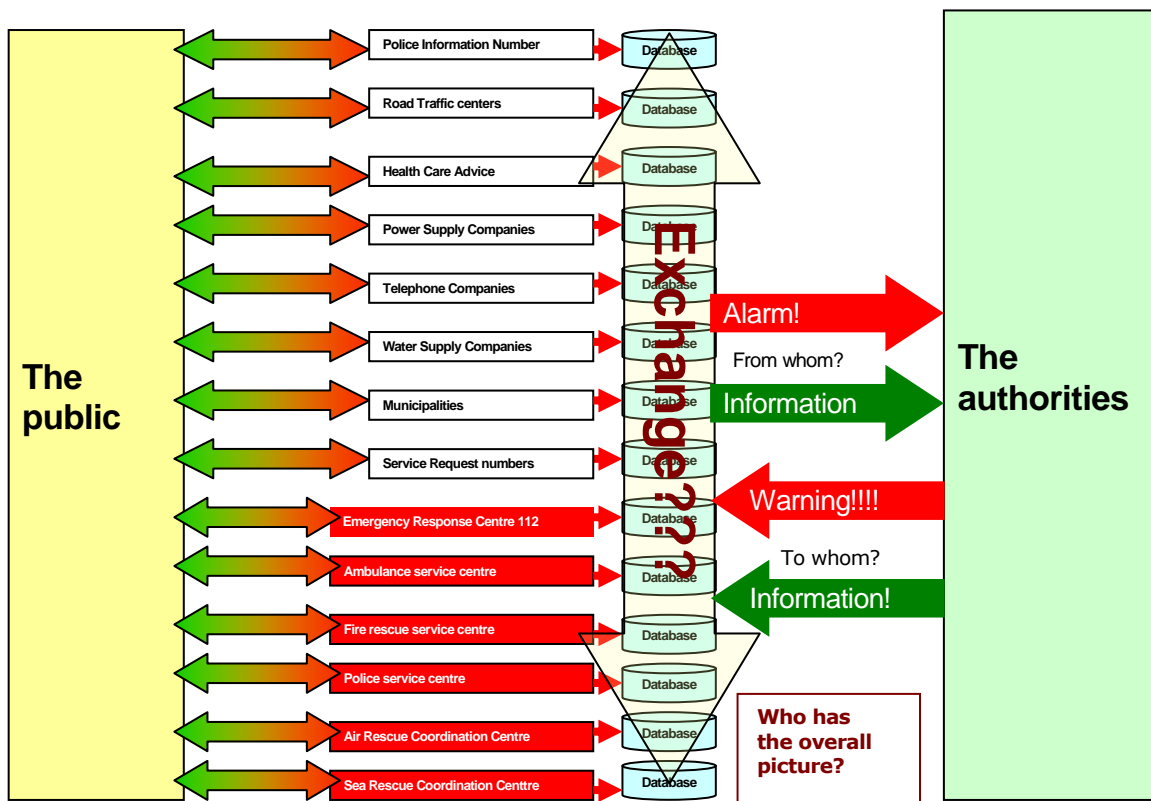 The
public
Police Information Number
Database
Road Traffic centers
Database
Health Care Advice
Database
Power Supply Companies
Database
Telephone Companies
Database
Water Supply Companies
Database
Municipalities
Database
Service Request numbers
Database
Emergency Response Centre 112
Database
Ambulance service centre
Database
Fire rescue service centre
Database
Police service centre
Database
Air Rescue Coordination Centre
Database
Sea Rescue Coordination Centtre
Database
Exchange???
Alarm!
From whom?
Information
Warning!!!!
To whom?
Information!
Who has
the overall
picture?
The
authorities